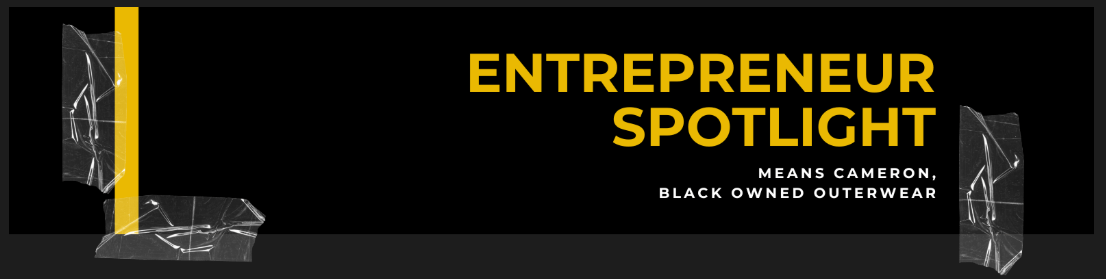 ENTREPRENEUR
SPOTLIGHT
MEANS CAMERON,
BLACK OWNED OUTERWEAR